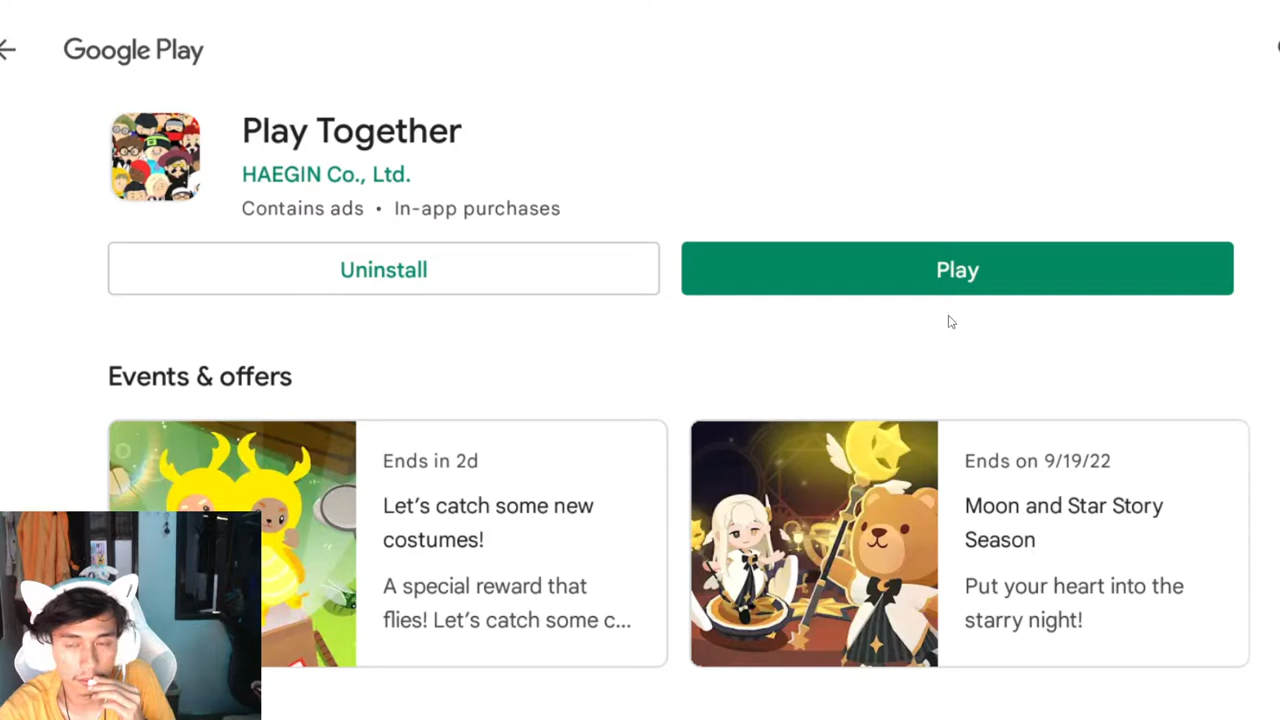 Google Play
Play Together
HAEGIN Co., Ltd.
Contains ads • In-app purchases
Uninstall
Play
Events & offers
Ends in 2d
Let's catch some new
costumes!
A special reward that
flies! Let's catch some c...
Ends on 9/19/22
Moon and Star Story
Season
Put your heart into the
starry night!